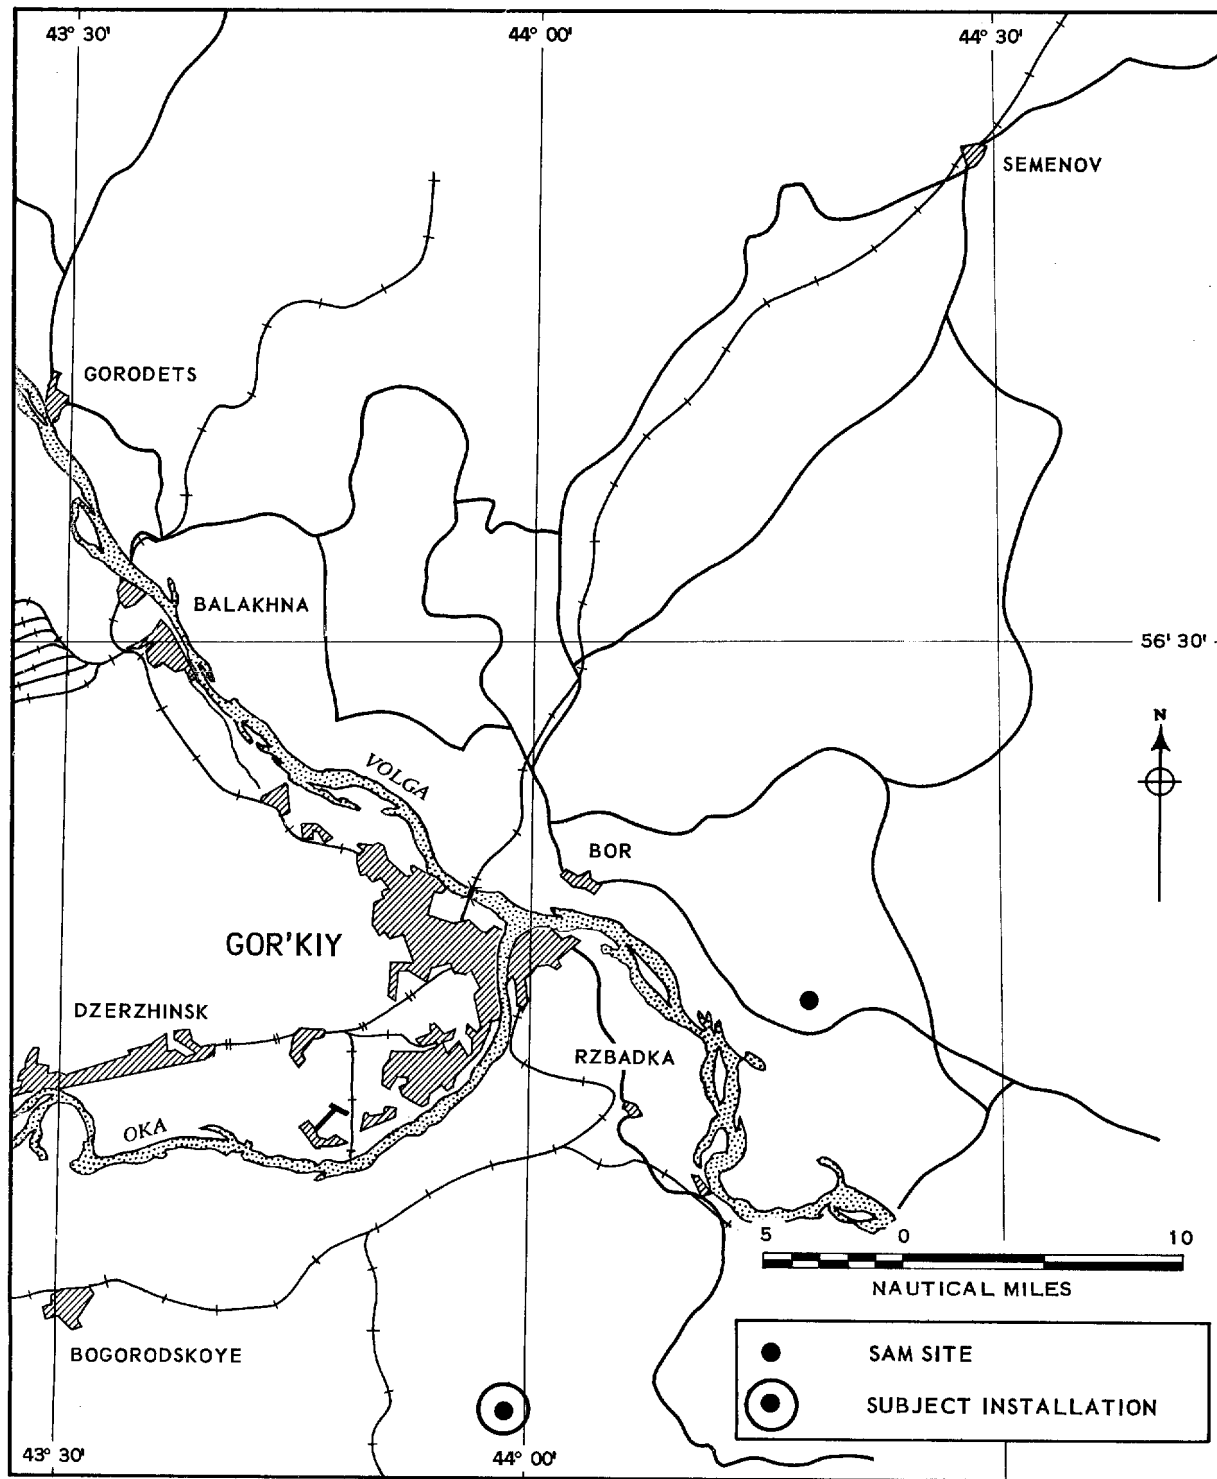 43° 30'
44° 00'
44° 30'
SEMENOV
GORODETS
BALAKHNA
56' 30'
N
VOLGA
BOR
GOR'KIY
DZERZHINSK
RZBADKA
OKA
5 0 10
NAUTICAL MILES
BOGORODSKOYE
SAM SITE
SUBJECT INSTALLATION
43° 30'
44° 00'